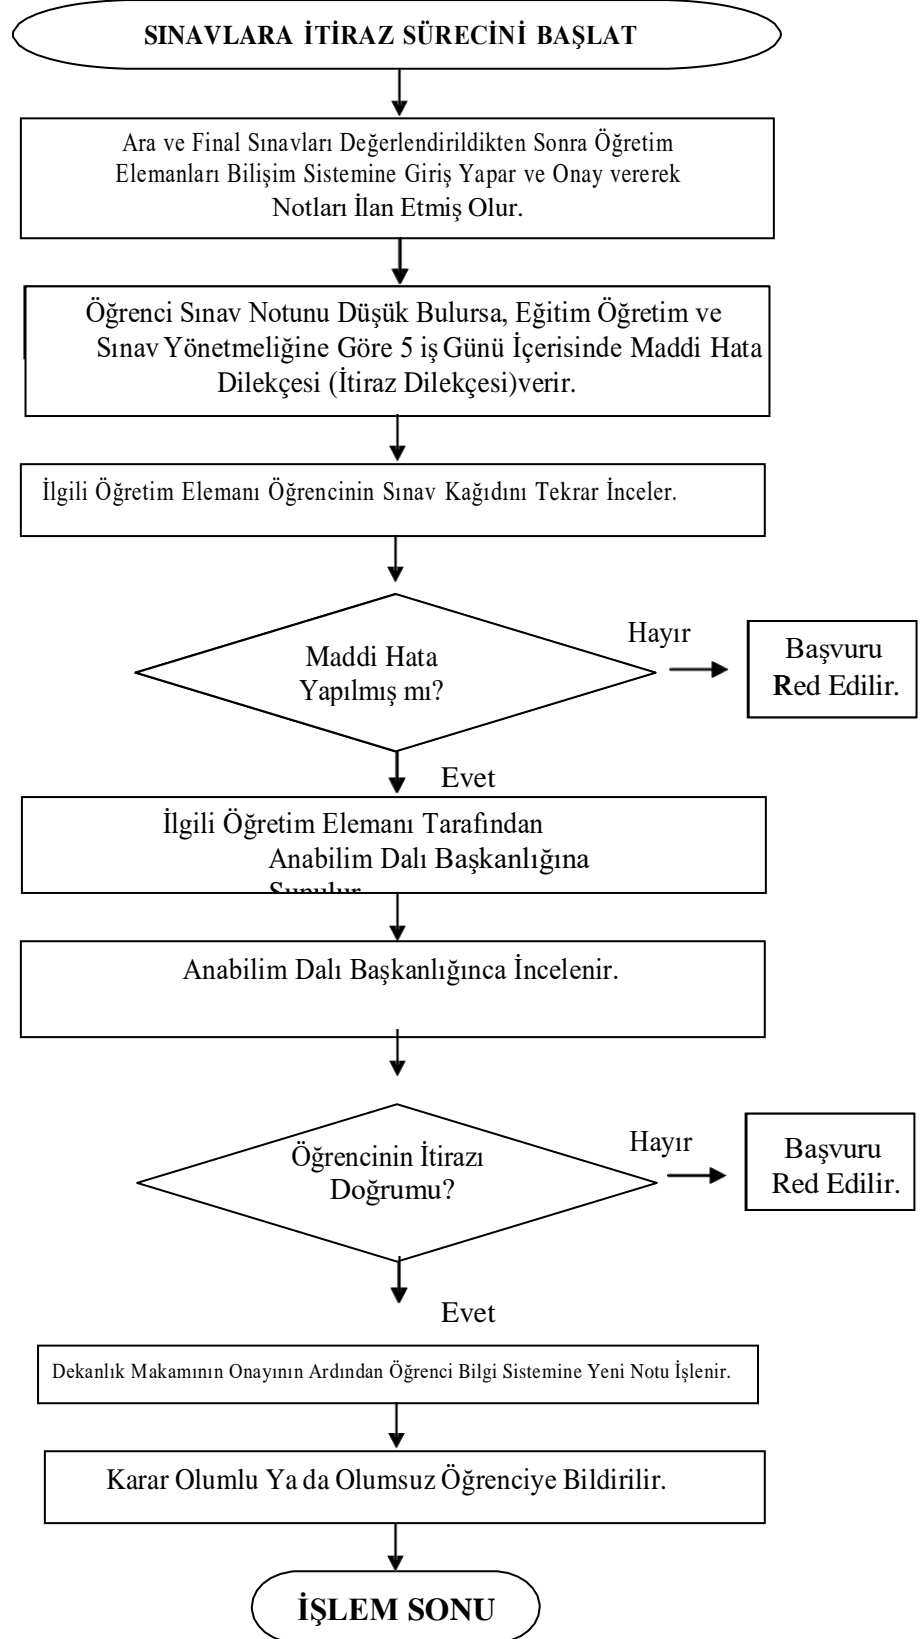 SINAVLARA İTİRAZ SÜRECİNİ BAŞLAT
Ara ve Final Sınavları Değerlendirildikten Sonra Öğretim
Elemanları Bilişim Sistemine Giriş Yapar ve Onay vererek
Notları İlan Etmiş Olur.
Öğrenci Sınav Notunu Düşük Bulursa, Eğitim Öğretim ve
Sınav Yönetmeliğine Göre 5 iş Günü İçerisinde Maddi Hata
Dilekçesi (İtiraz Dilekçesi)verir.
İlgili Öğretim Elemanı Öğrencinin Sınav Kağıdını Tekrar İnceler.
Maddi Hata
Yapılmış mı?
Hayır
Başvuru
Red Edilir.
Evet
İlgili Öğretim Elemanı Tarafından
Anabilim Dalı Başkanlığına
Sunulur
Anabilim Dalı Başkanlığınca İncelenir.
Öğrencinin İtirazı
Doğrumu?
Hayır
Başvuru
Red Edilir.
Evet
Dekanlık Makamının Onayının Ardından Öğrenci Bilgi Sistemine Yeni Notu İşlenir.
Karar Olumlu Ya da Olumsuz Öğrenciye Bildirilir.
İŞLEM SONU